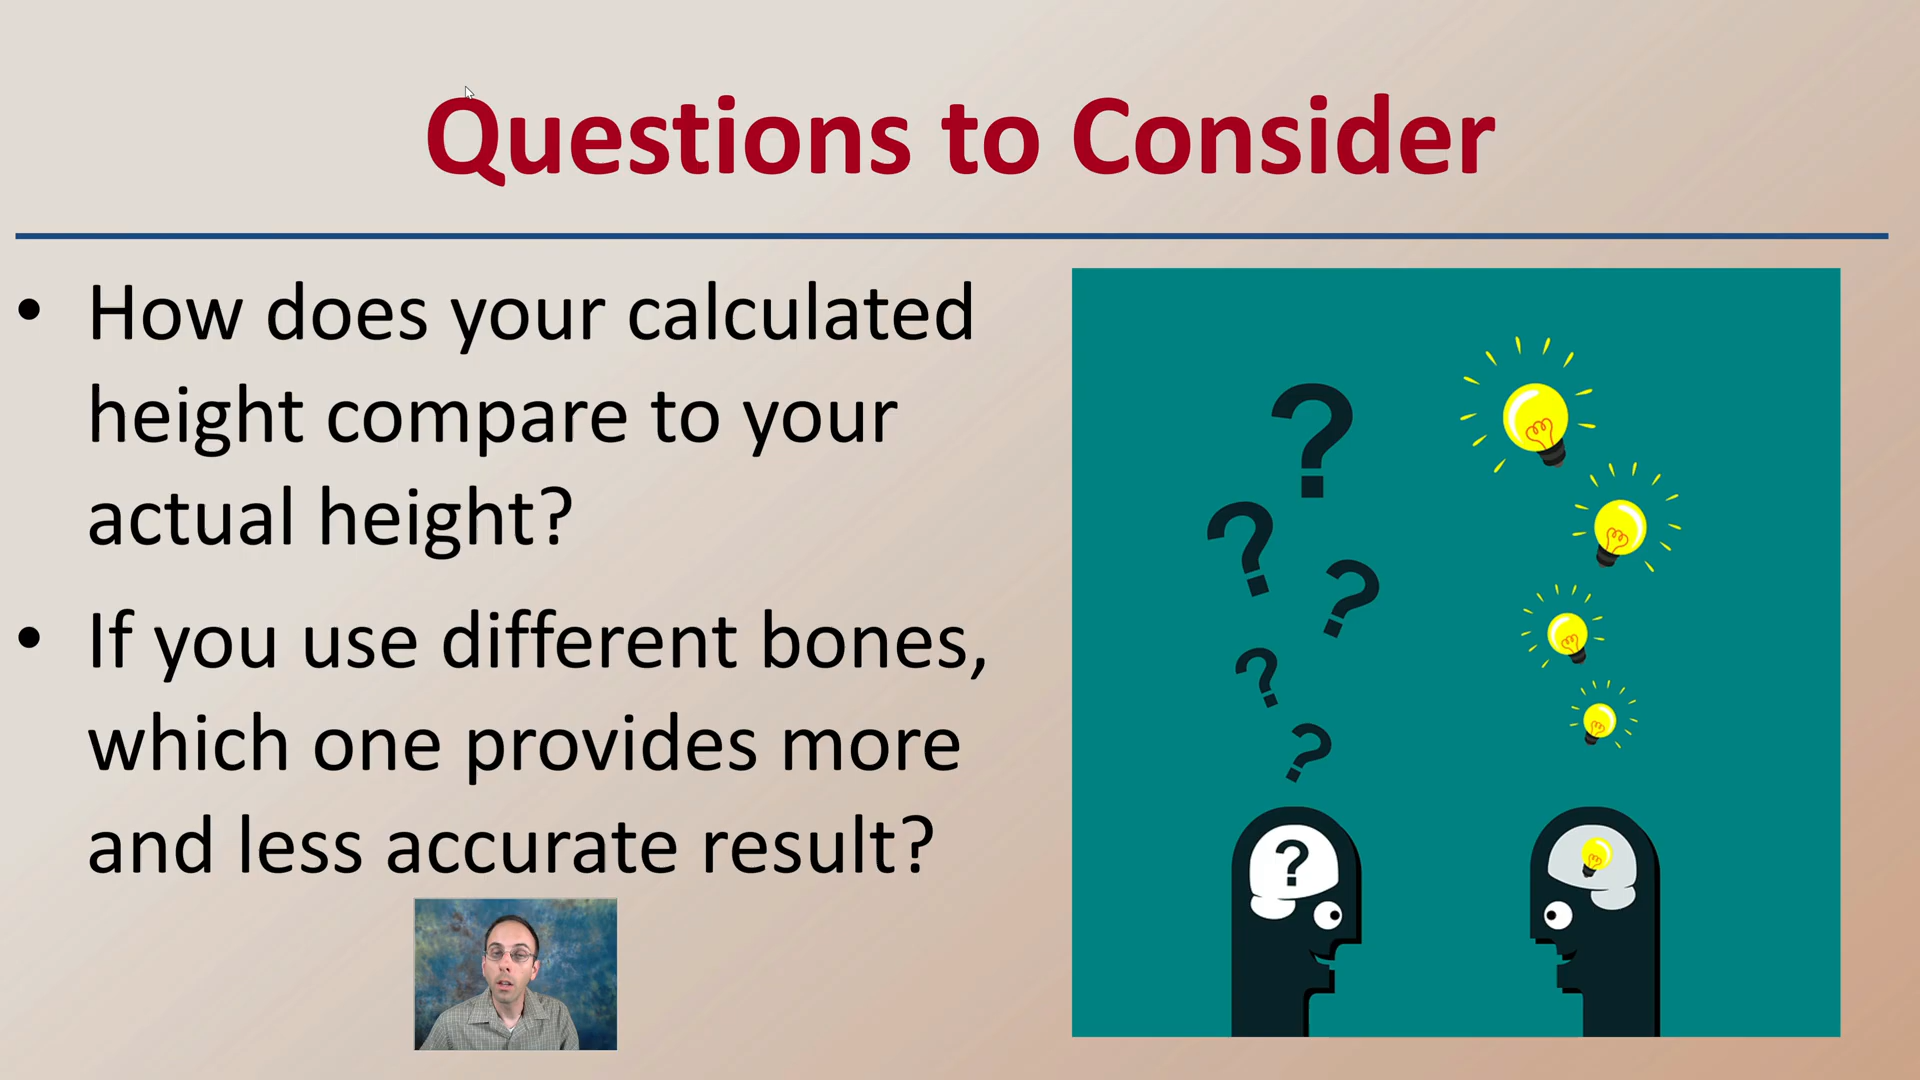 Questions to Consider
• How does your calculated
height compare to your
actual height?
• If you use different bones,
which one provides more
and less accurate result?
?
?
?
?
?
?